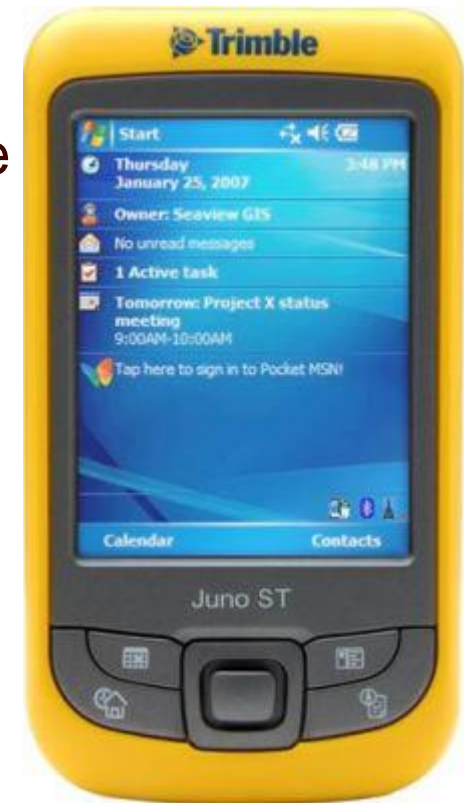 Trimble
e
Start
Thursday 3:48 PM
January 25, 2007
Owner: Seaview GIS
No unread messages
1 Active task
Tomorrow: Project X status
meeting
9:00AM-10:00AM
Tap here to sign in to Pocket MSN!
Calendar Contacts
Juno ST